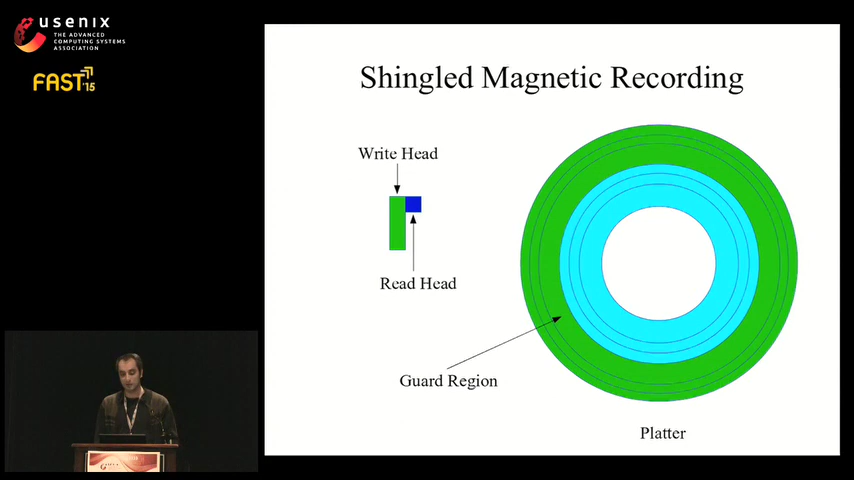 usenix
THE ADVANCED
COMPUTING SYSTEMS
ASSOCIATION
FAST '15
Shingled Magnetic Recording
Write Head
Read Head
Guard Region
Platter